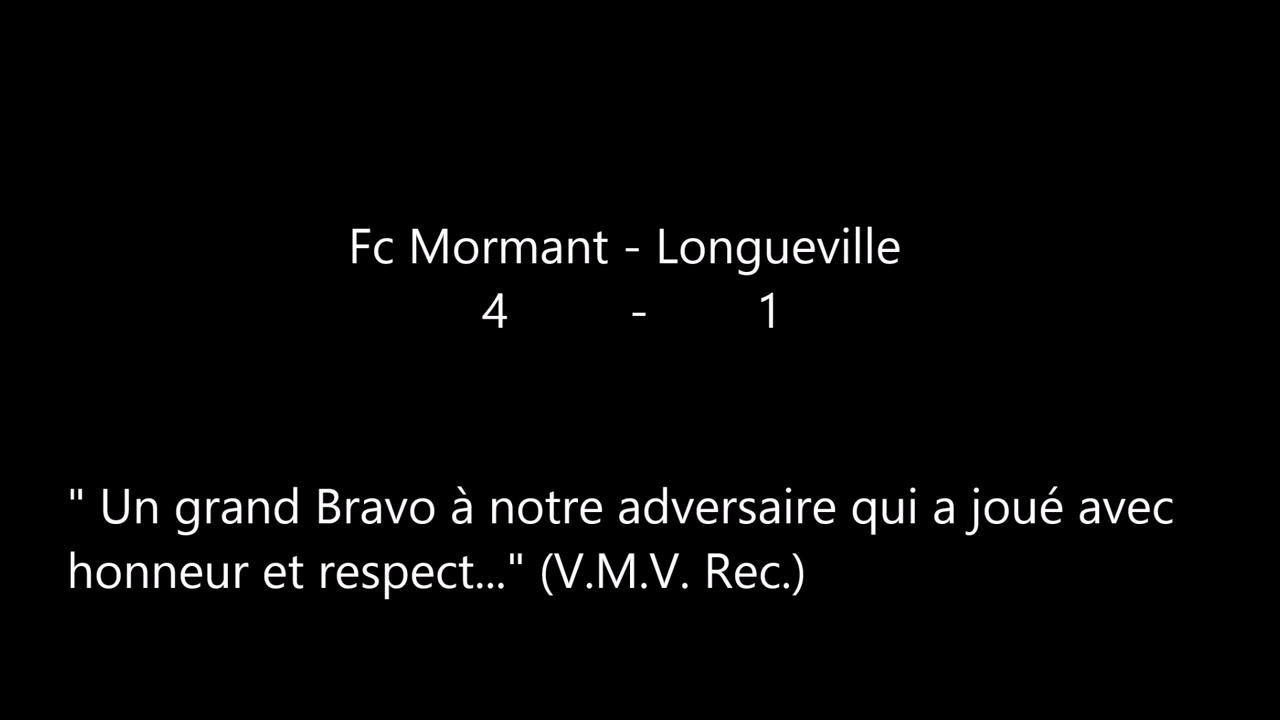 Fc Mormant - Longueville
4 - 1
" Un grand Bravo à notre adversaire qui a joué avec
honneur et respect..." (V.M.V. Rec.)